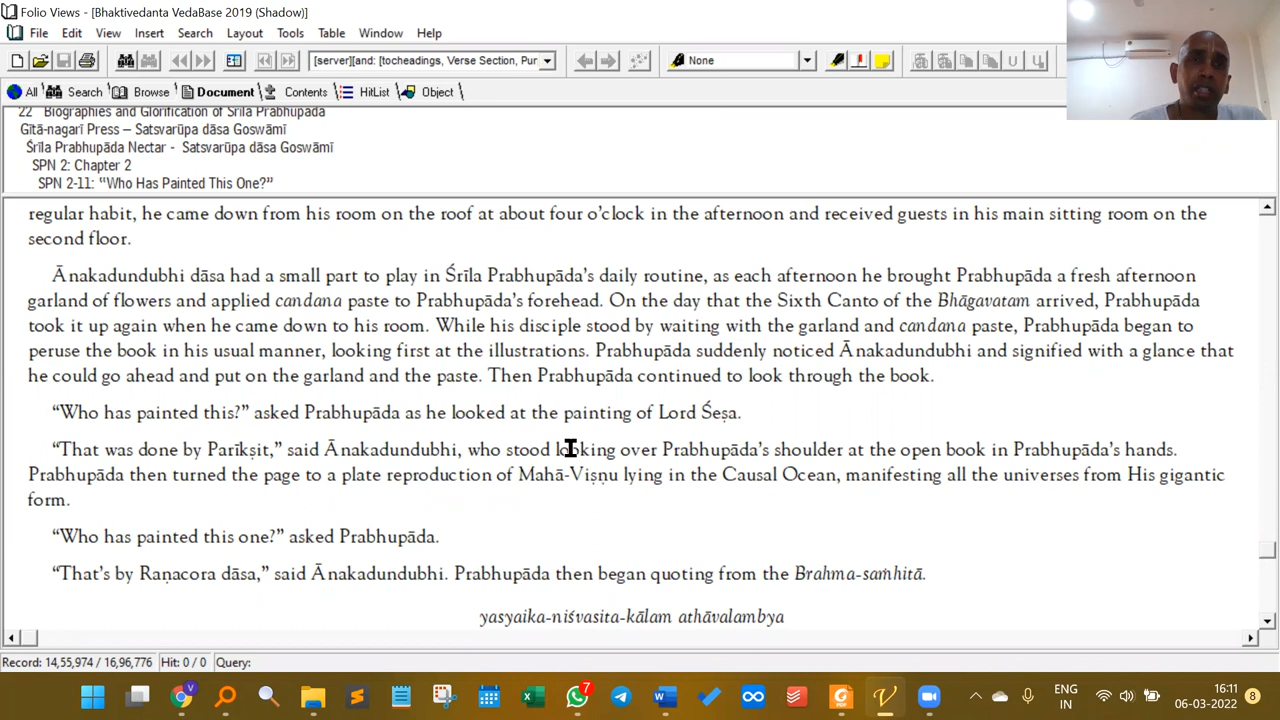 Folio Views - [Bhaktivedanta VedaBase 2019 (Shadow)]
File Edit View Insert Search Layout Tools Table Window Help
[server][and: [tocheadings, Verse Section, Pur None
All Search Browse Document Contents HitList Object
22 Biographies and Glorification of Śrīla Prabhupāda
Gītā-nagarī Press – Satsvarūpa dāsa Goswāmī
Śrīla Prabhupāda Nectar - Satsvarūpa dāsa Goswāmī
SPN 2: Chapter 2
SPN 2-11: “Who Has Painted This One?”
regular habit, he came down from his room on the roof at about four o’clock in the afternoon and received guests in his main sitting room on the
second floor.
Ānakadundubhi dāsa had a small part to play in Śrīla Prabhupāda’s daily routine, as each afternoon he brought Prabhupāda a fresh afternoon
garland of flowers and applied candana paste to Prabhupāda’s forehead. On the day that the Sixth Canto of the Bhāgavatam arrived, Prabhupāda
took it up again when he came down to his room. While his disciple stood by waiting with the garland and candana paste, Prabhupāda began to
peruse the book in his usual manner, looking first at the illustrations. Prabhupāda suddenly noticed Ānakadundubhi and signified with a glance that
he could go ahead and put on the garland and the paste. Then Prabhupāda continued to look through the book.
“Who has painted this?” asked Prabhupāda as he looked at the painting of Lord Śeṣa.
“That was done by Parīkṣit,” said Ānakadundubhi, who stood looking over Prabhupāda’s shoulder at the open book in Prabhupāda’s hands.
Prabhupāda then turned the page to a plate reproduction of Mahā-Viṣṇu lying in the Causal Ocean, manifesting all the universes from His gigantic
form.
“Who has painted this one?” asked Prabhupāda.
“That’s by Raṇacora dāsa,” said Ānakadundubhi. Prabhupāda then began quoting from the Brahma-saṁhitā.
yasyaika-niśvasita-kālam athāvalambya
Record: 14,55,974 / 16,96,776 Hit: 0 / 0 Query:
7
ENG
IN
16:11
06-03-2022
8